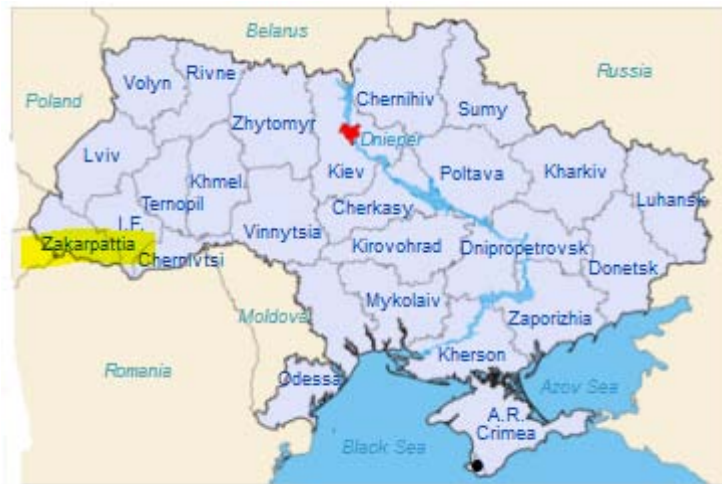 Belarus
Russia
Poland
Volyn
Rivne
Chernihiv
Sumy
Zhytomyr
Dnieper
Lviv
Kiev
Poltava
Kharkiv
Khmel.
Luhansk
Ternopil
Cherkasy
I.F.
Vinnytsia
Zakarpattia
Kirovohrad
Dnipropetrovsk
Chernivtsi
Donetsk
Mykolaiv
Moldova
Zaporizhia
Kherson
Romania
Odessa
Azov Sea
A.R.
Crimea
Black Sea